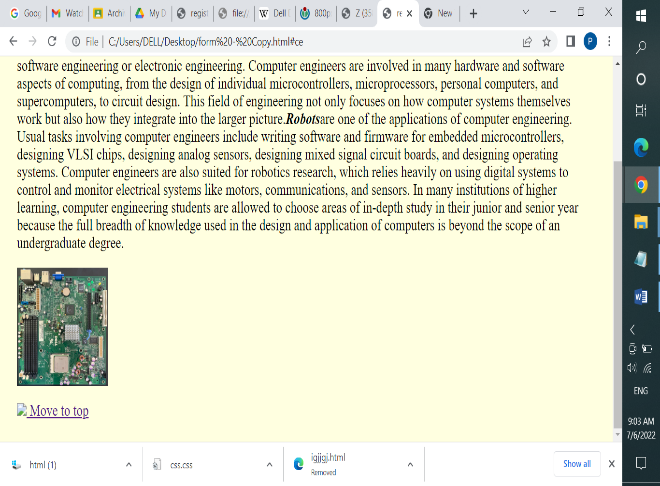 Goog
Watc
Archi
My D
regist
file:///
W Dell I
800p
Z (35
re
New
File | C:/Users/DELL/Desktop/form%20-%20Copy.html#ce
P
software engineering or electronic engineering. Computer engineers are involved in many hardware and software
aspects of computing, from the design of individual microcontrollers, microprocessors, personal computers, and
supercomputers, to circuit design. This field of engineering not only focuses on how computer systems themselves
work but also how they integrate into the larger picture.Robotsare one of the applications of computer engineering.
Usual tasks involving computer engineers include writing software and firmware for embedded microcontrollers,
designing VLSI chips, designing analog sensors, designing mixed signal circuit boards, and designing operating
systems. Computer engineers are also suited for robotics research, which relies heavily on using digital systems to
control and monitor electrical systems like motors, communications, and sensors. In many institutions of higher
learning, computer engineering students are allowed to choose areas of in-depth study in their junior and senior year
because the full breadth of knowledge used in the design and application of computers is beyond the scope of an
undergraduate degree.
Move to top
html (1)
css.css
igjjgj.html
Removed
Show all
ENG
9:03 AM
7/6/2022